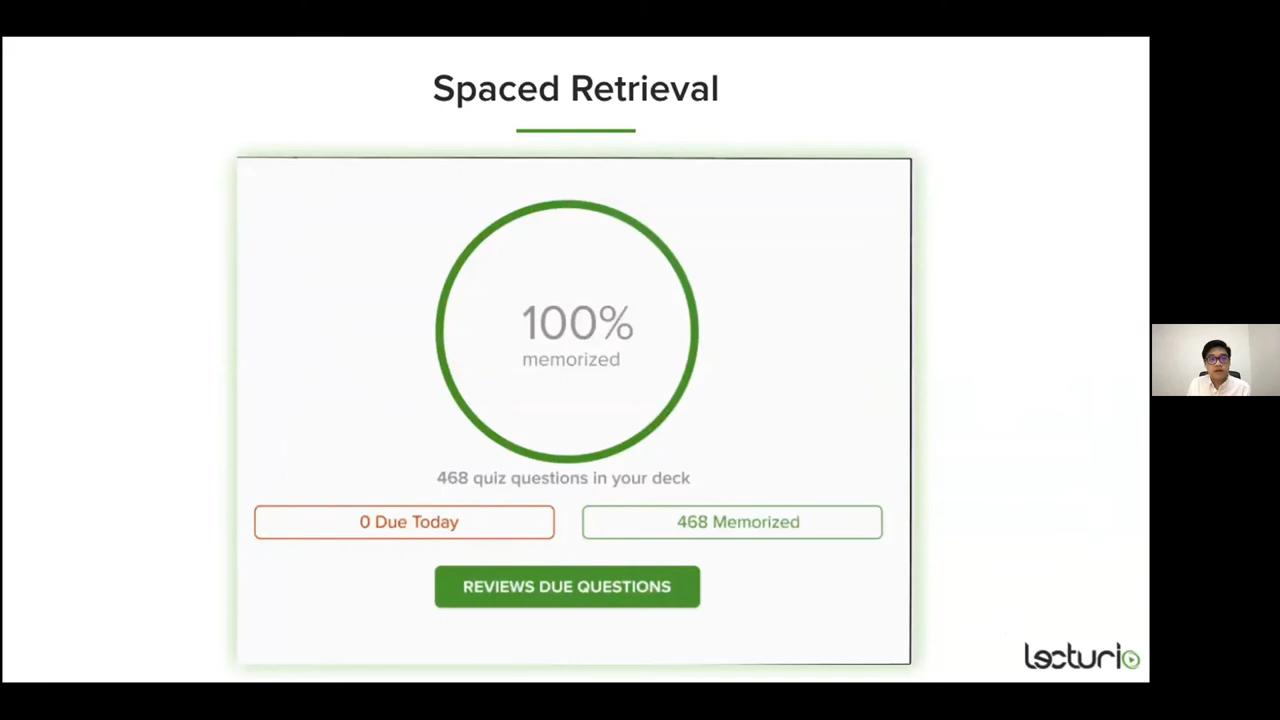 Spaced Retrieval
100%
memorized
468 quiz questions in your deck
0 Due Today
468 Memorized
REVIEWS DUE QUESTIONS
lecturio